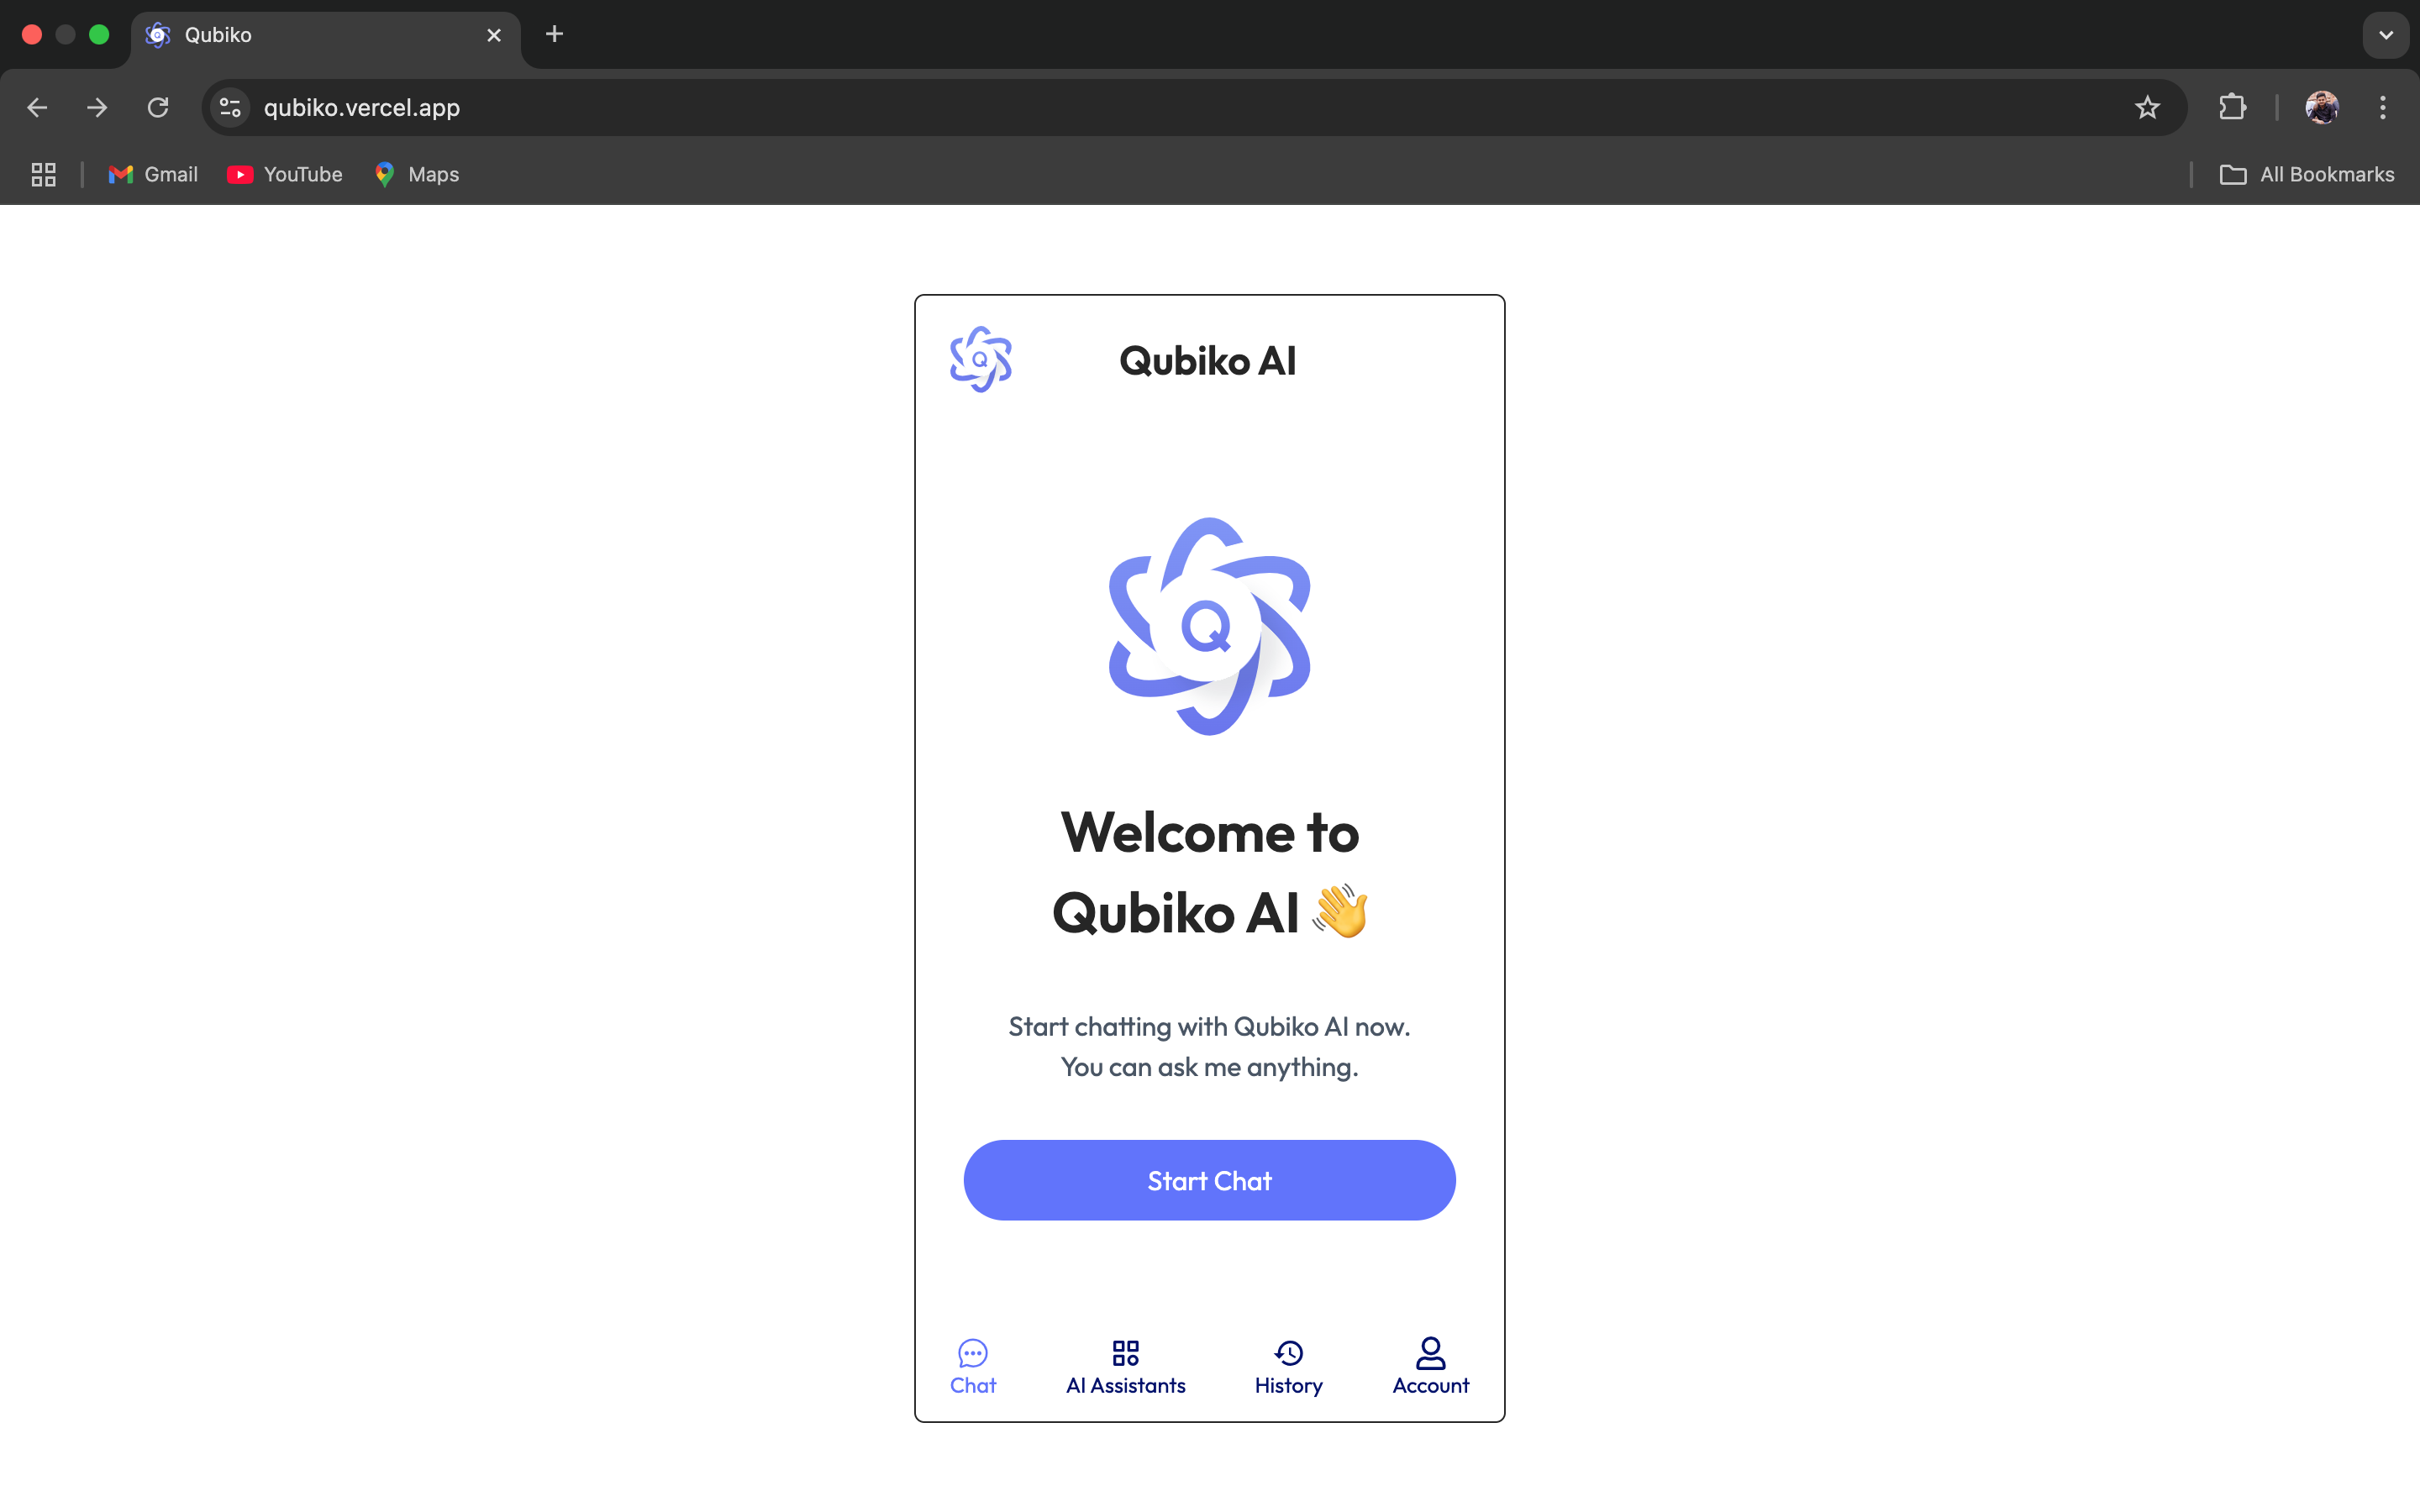 Qubiko
qubiko.vercel.app
Gmail YouTube Maps All Bookmarks
Q Qubiko AI
Q
Welcome to
Qubiko AI 👋
Start chatting with Qubiko AI now.
You can ask me anything.
Start Chat
Chat AI Assistants History Account